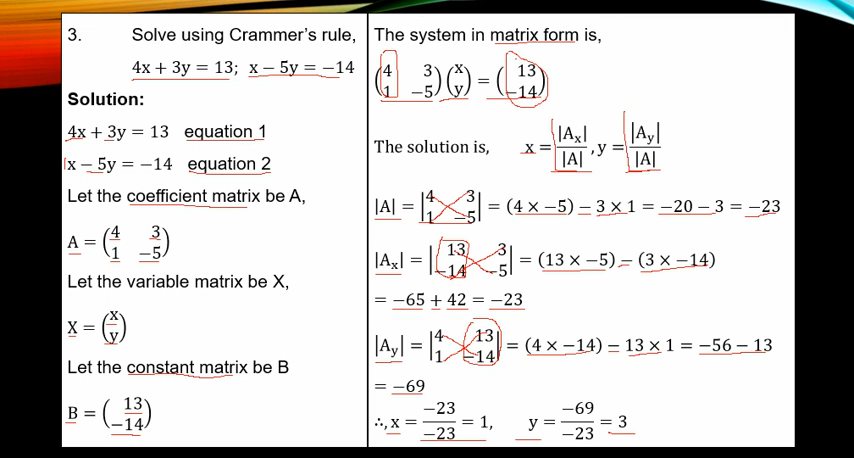 3. Solve using Crammer's rule,
4x + 3y = 13; x − 5y = −14
Solution:
4x + 3y = 13 equation 1
x − 5y = −14 equation 2
Let the coefficient matrix be A,
A = (4 3
1 −5)
Let the variable matrix be X,
X = (x
y)
Let the constant matrix be B
B = (13
−14)
The system in matrix form is,
(4 3
1 −5) (x
y) = (13
−14)
The solution is, x = |Aₓ|/|A| , y = |Aᵧ|/|A|
|A| = |4 3
1 −5| = (4 × −5) − 3 × 1 = −20 − 3 = −23
|Aₓ| = |13 3
−14 −5| = (13 × −5) − (3 × −14)
= −65 + 42 = −23
|Aᵧ| = |4 13
1 −14| = (4 × −14) − 13 × 1 = −56 − 13
= −69
∴, x = −23/−23 = 1, y = −69/−23 = 3